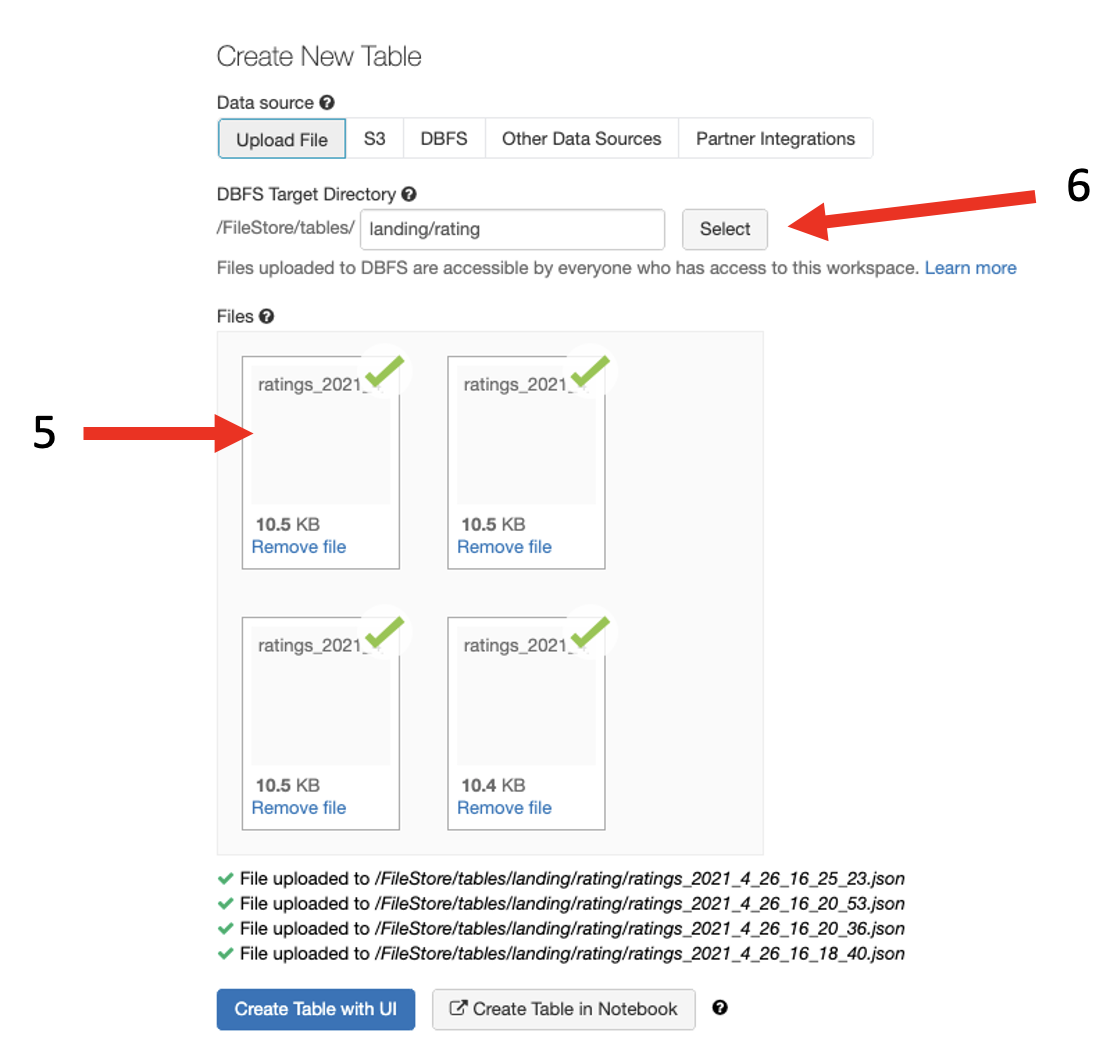 Create New Table
Data source
Upload File S3 DBFS Other Data Sources Partner Integrations
DBFS Target Directory
6
/FileStore/tables/ landing/rating Select
Files uploaded to DBFS are accessible by everyone who has access to this workspace. Learn more
Files
ratings_2021_ ratings_2021_
5
10.5 KB 10.5 KB
Remove file Remove file
ratings_2021_ ratings_2021_
10.5 KB 10.4 KB
Remove file Remove file
File uploaded to /FileStore/tables/landing/rating/ratings_2021_4_26_16_25_23.json
File uploaded to /FileStore/tables/landing/rating/ratings_2021_4_26_16_20_53.json
File uploaded to /FileStore/tables/landing/rating/ratings_2021_4_26_16_20_36.json
File uploaded to /FileStore/tables/landing/rating/ratings_2021_4_26_16_18_40.json
Create Table with UI Create Table in Notebook